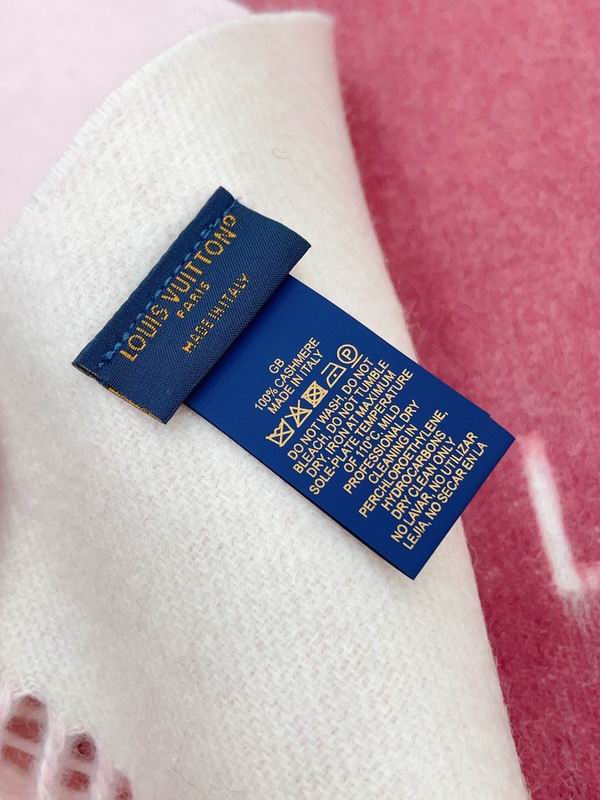 LOUIS VUITTON®
PARIS
MADE IN ITALY
GB
100% CASHMERE
MADE IN ITALY
P
DO NOT WASH, DO NOT
BLEACH, DO NOT TUMBLE
DRY, IRON AT MAXIMUM
SOLE-PLATE TEMPERATURE
OF 110°C, MILD
PROFESSIONAL DRY
CLEANING IN
PERCHLOROETHYLENE,
HYDROCARBONS
DRY CLEAN ONLY
NO LAVAR, NO UTILIZAR
LEJIA, NO SECAR EN LA